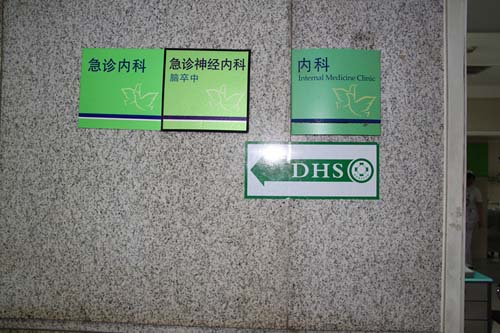 急诊内科
急诊神经内科
脑卒中
内科
Internal Medicine Clinic
DHS